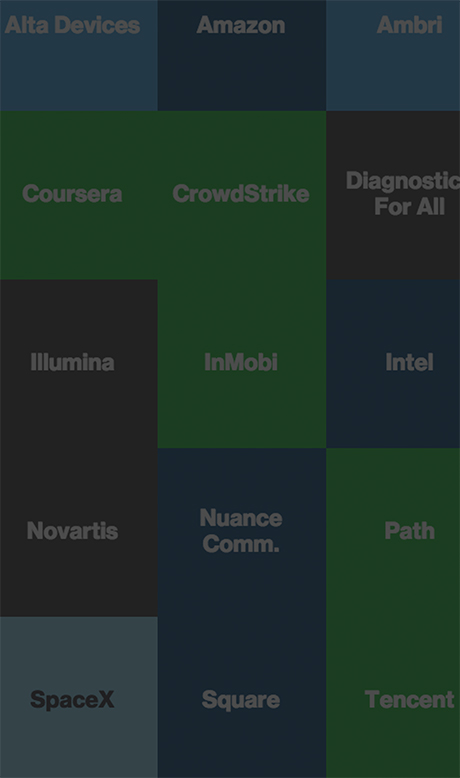 Alta Devices
Amazon
Ambri
Coursera
CrowdStrike
Diagnostic
For All
Illumina
InMobi
Intel
Novartis
Nuance
Comm.
Path
SpaceX
Square
Tencent